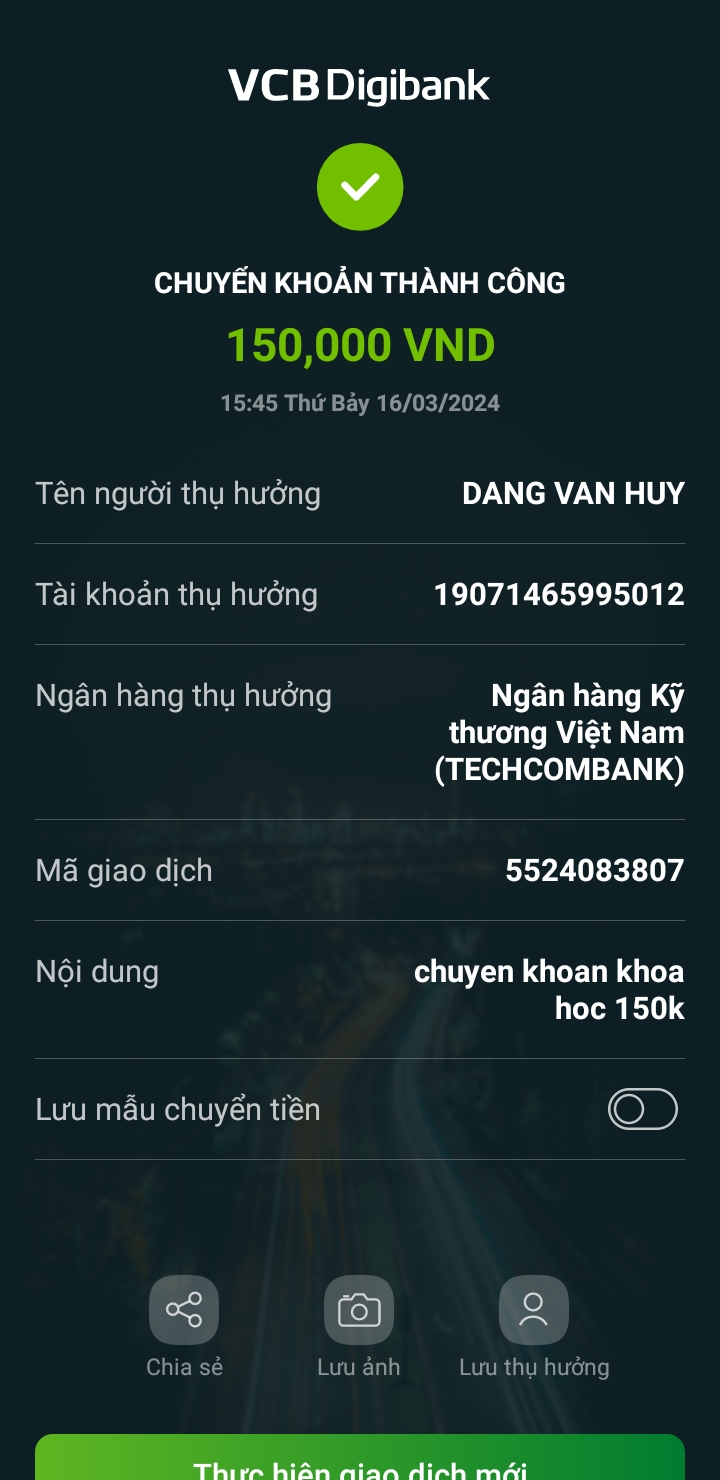 VCB Digibank
CHUYỂN KHOẢN THÀNH CÔNG
150,000 VND
15:45 Thứ Bảy 16/03/2024
Tên người thụ hưởng DANG VAN HUY
Tài khoản thụ hưởng 19071465995012
Ngân hàng thụ hưởng Ngân hàng Kỹ
thương Việt Nam
(TECHCOMBANK)
Mã giao dịch 5524083807
Nội dung chuyen khoan khoa
hoc 150k
Lưu mẫu chuyển tiền
Chia sẻ Lưu ảnh Lưu thụ hưởng
Thực hiện giao dịch mới